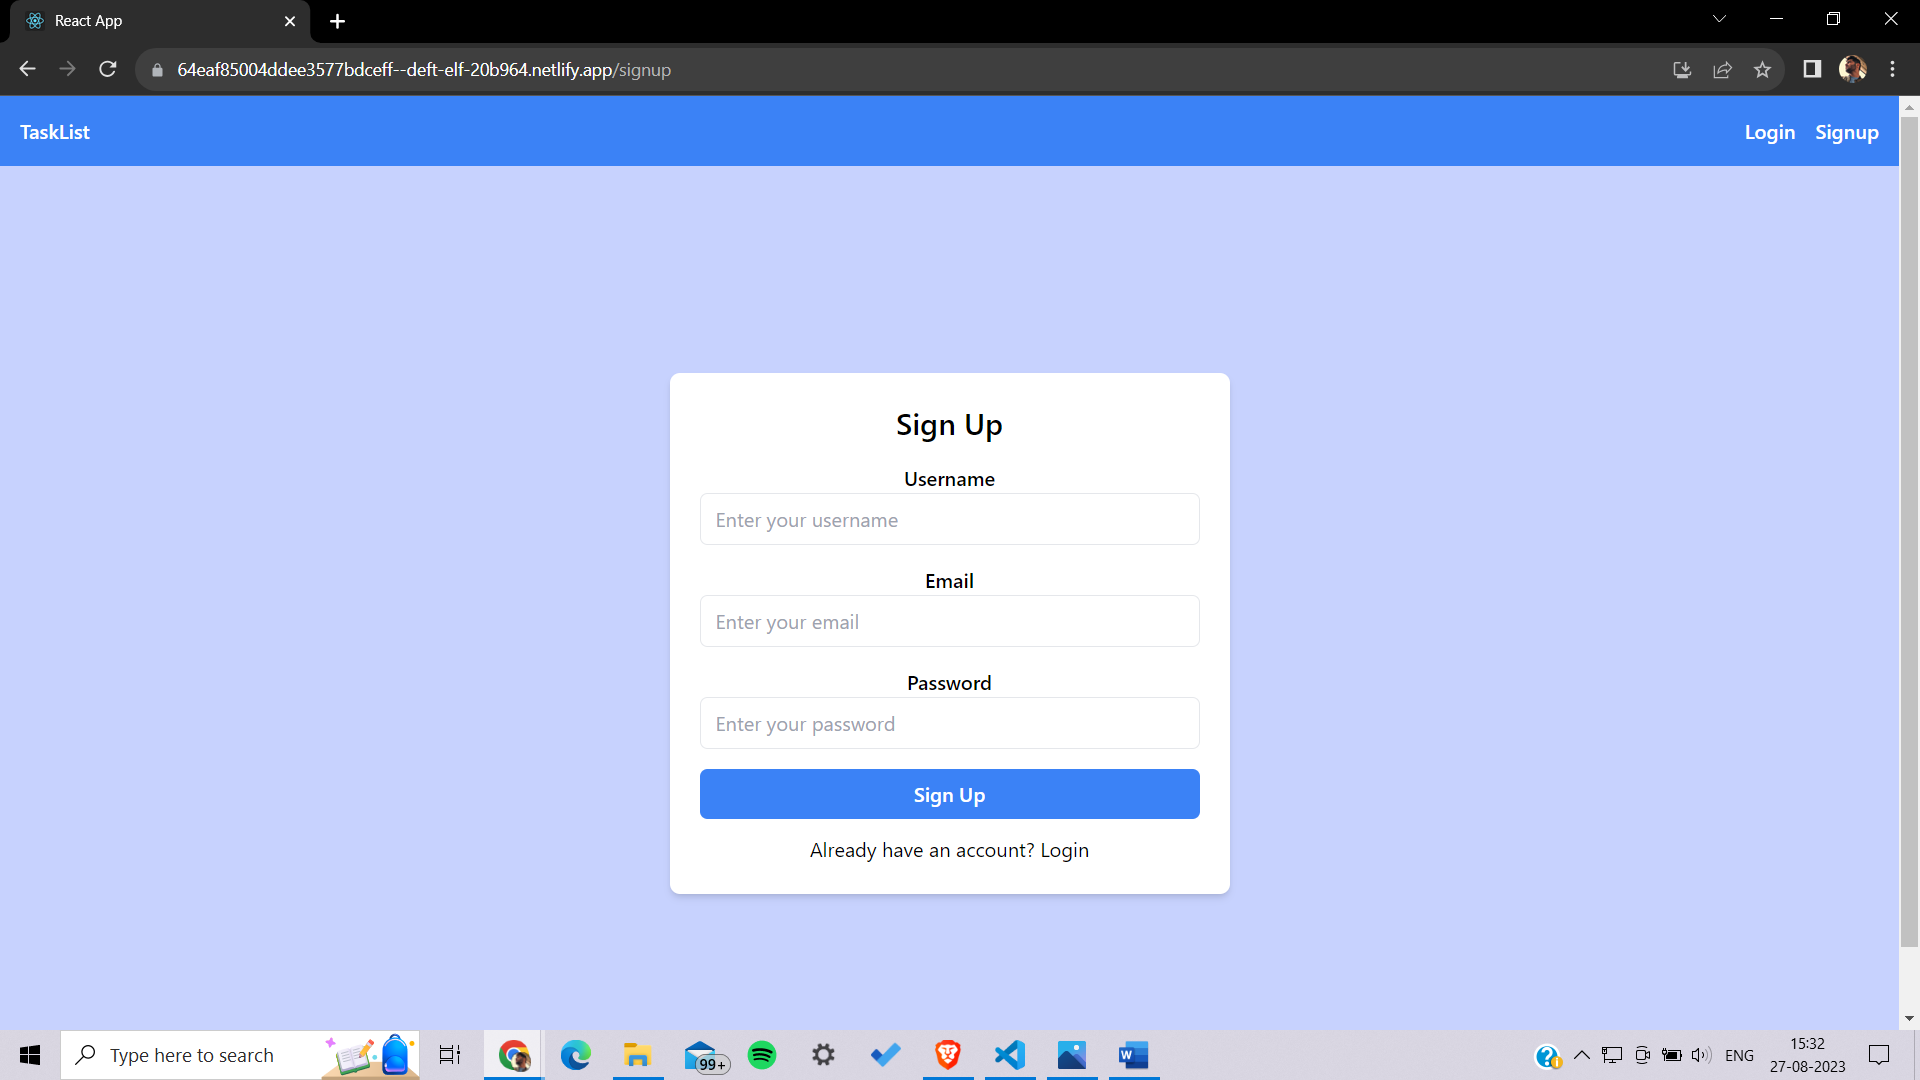 React App
64eaf85004ddee3577bdceff--deft-elf-20b964.netlify.app/signup
TaskList
Login Signup
Sign Up
Username
Enter your username
Email
Enter your email
Password
Enter your password
Sign Up
Already have an account? Login
Type here to search
99+
W
ENG
15:32
27-08-2023